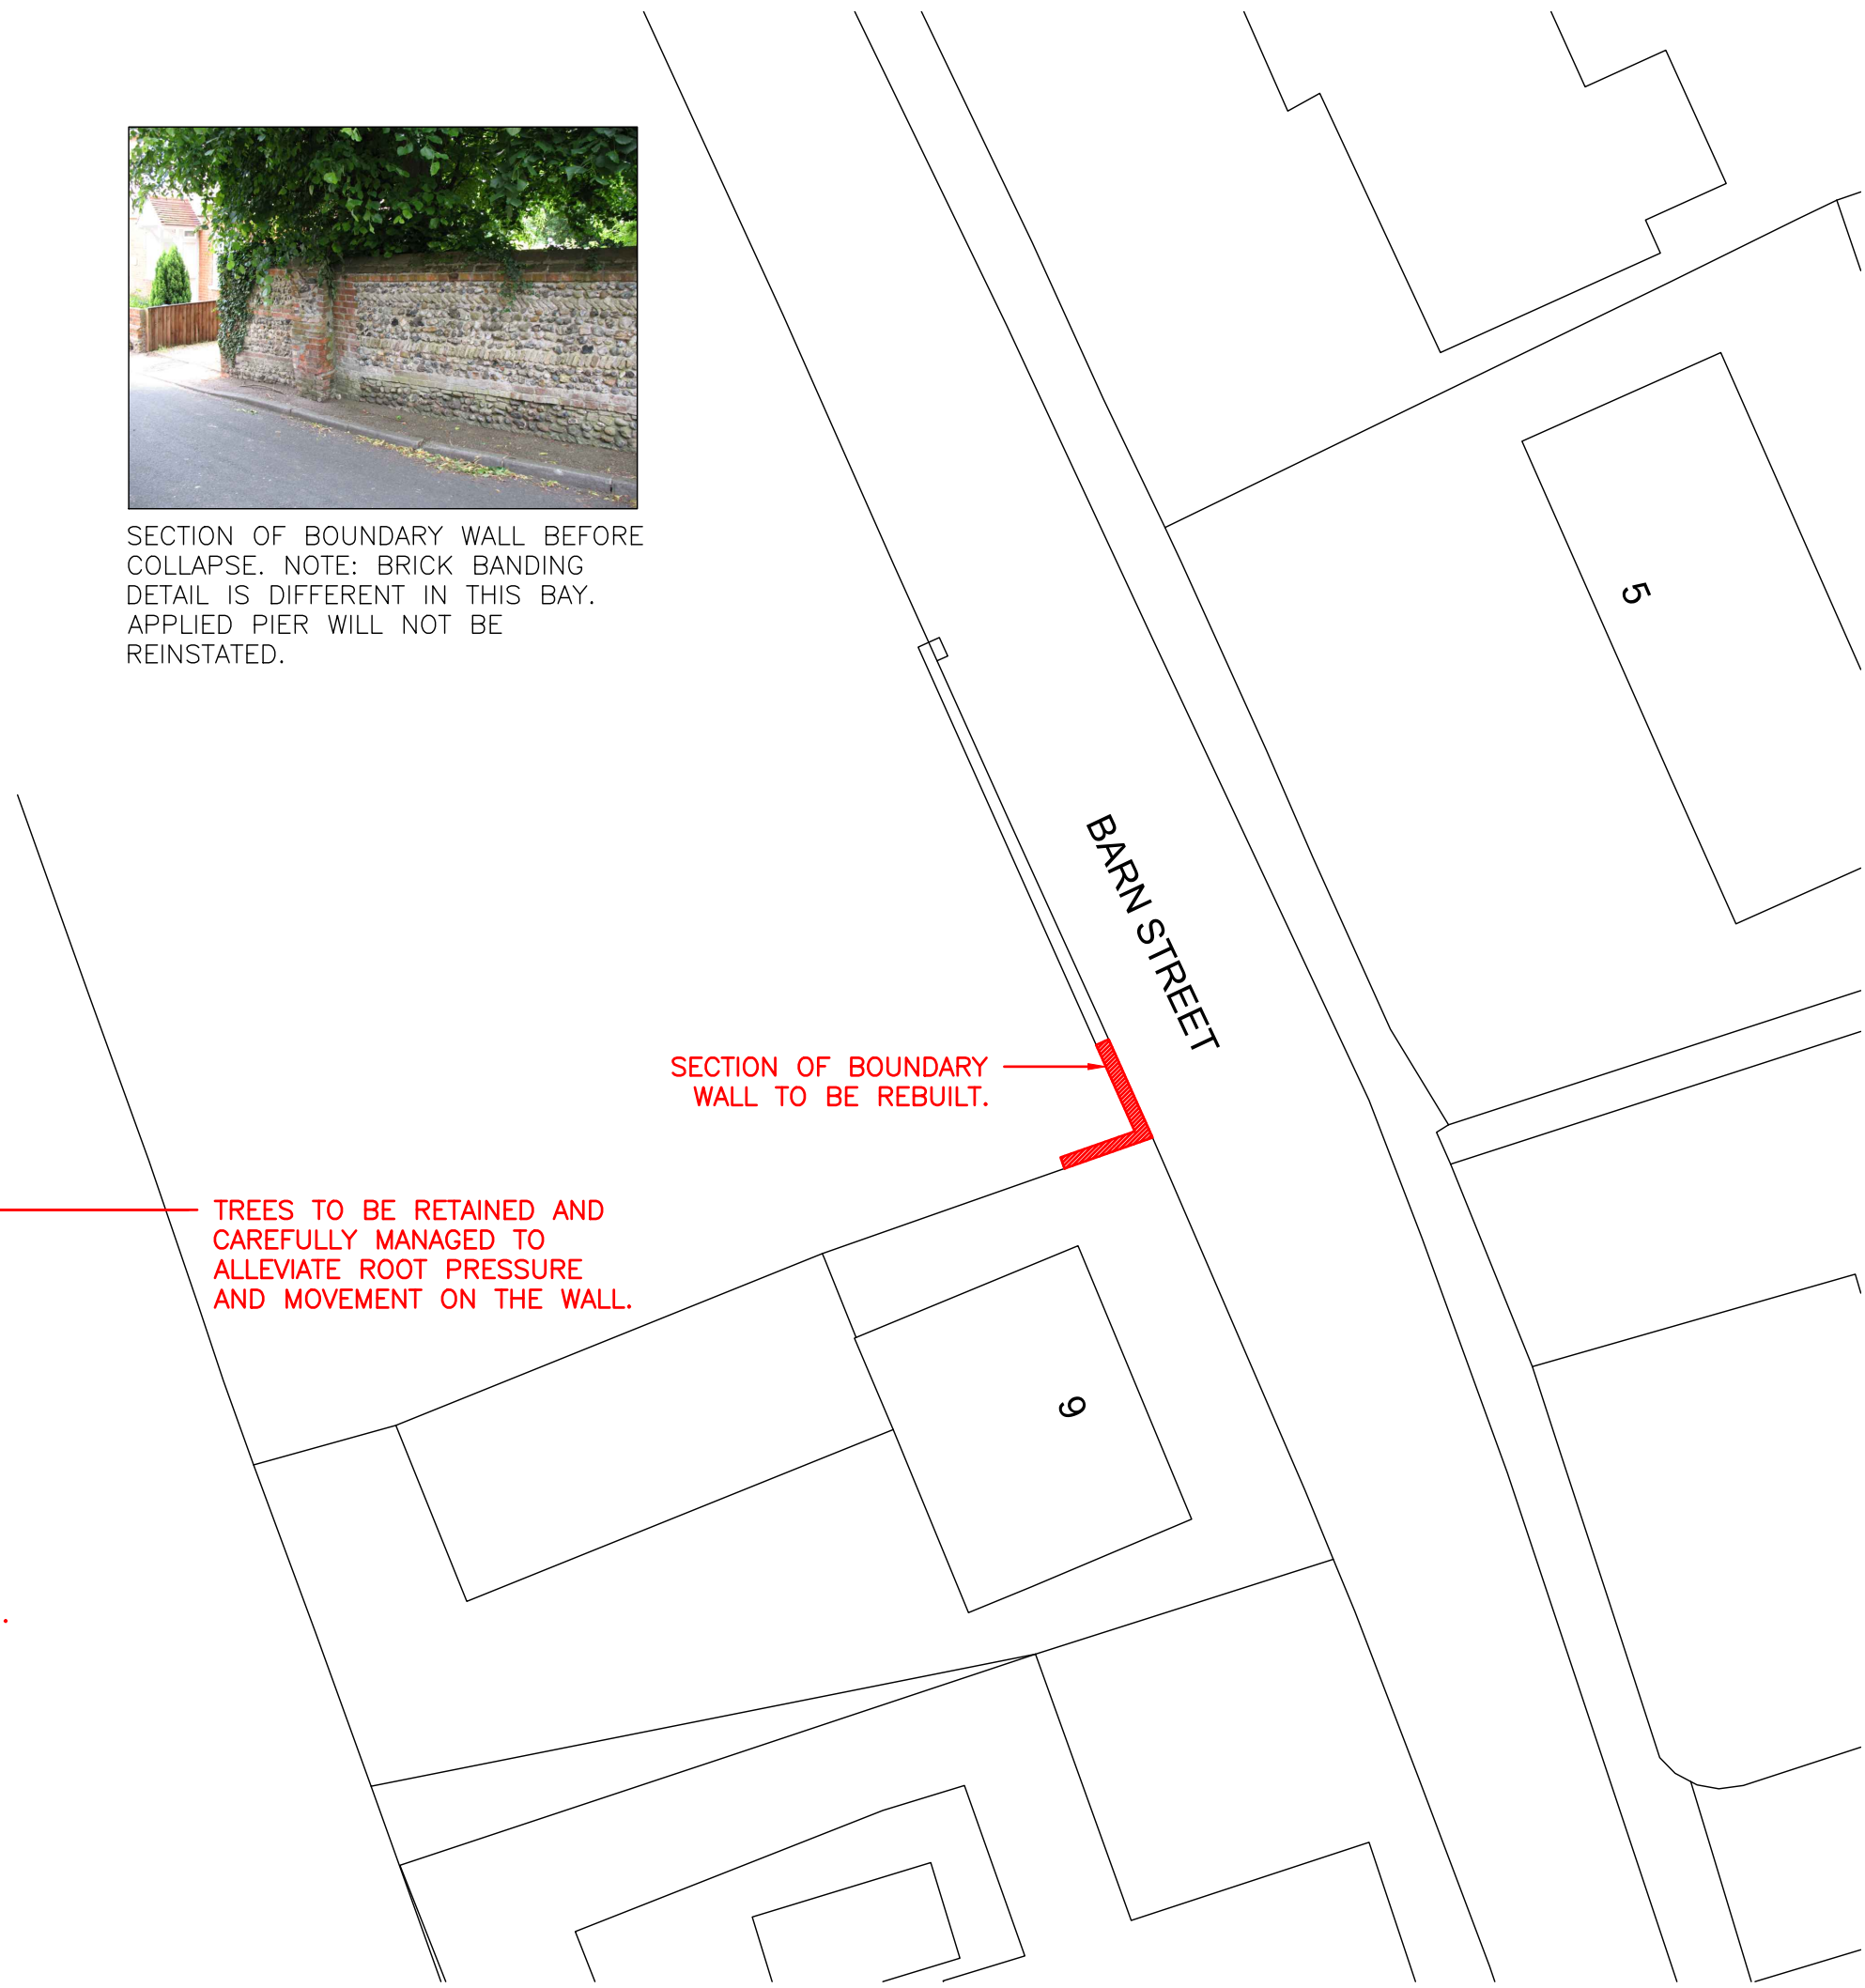 SECTION OF BOUNDARY WALL BEFORE
COLLAPSE. NOTE: BRICK BANDING
DETAIL IS DIFFERENT IN THIS BAY.
APPLIED PIER WILL NOT BE
REINSTATED.
5
BARN STREET
SECTION OF BOUNDARY
WALL TO BE REBUILT.
TREES TO BE RETAINED AND
CAREFULLY MANAGED TO
ALLEVIATE ROOT PRESSURE
AND MOVEMENT ON THE WALL.
9